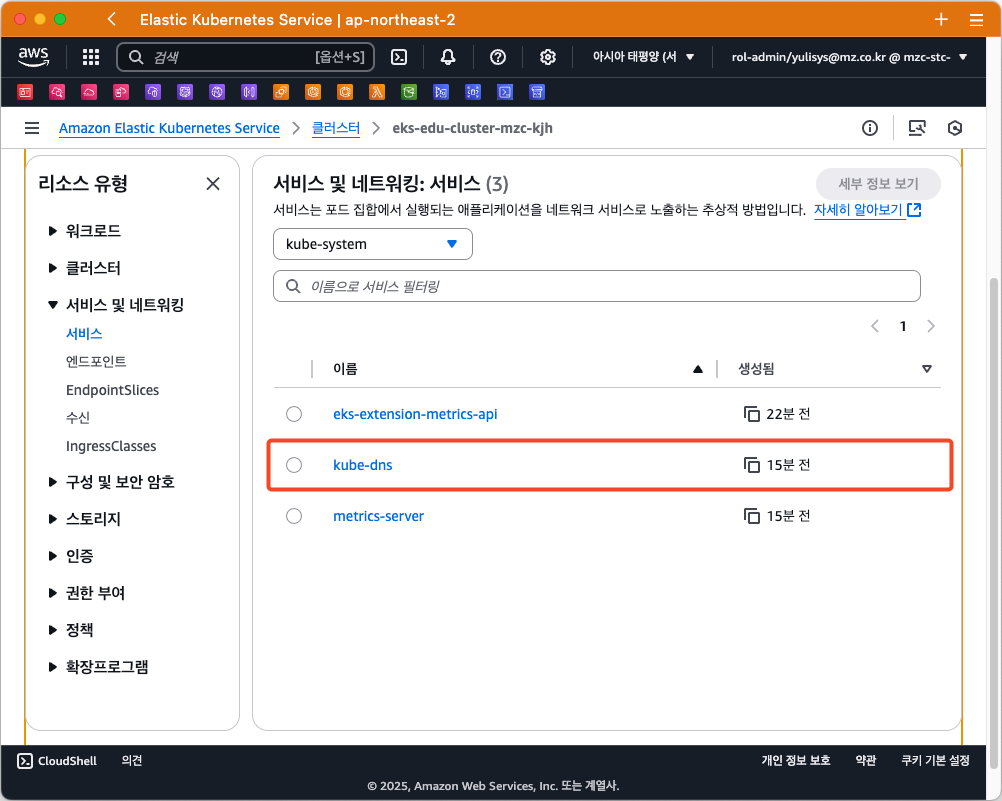 Elastic Kubernetes Service | ap-northeast-2
aws
검색 [옵션+S]
아시아 태평양 (서
rol-admin/yulisys@mz.co.kr @ mzc-stc-
Amazon Elastic Kubernetes Service
클러스터
eks-edu-cluster-mzc-kjh
리소스 유형
워크로드
클러스터
서비스 및 네트워킹
서비스
엔드포인트
EndpointSlices
수신
IngressClasses
구성 및 보안 암호
스토리지
인증
권한 부여
정책
확장프로그램
서비스 및 네트워킹: 서비스 (3)
세부 정보 보기
서비스는 포드 집합에서 실행되는 애플리케이션을 네트워크 서비스로 노출하는 추상적 방법입니다. 자세히 알아보기
kube-system
이름으로 서비스 필터링
1
이름 생성됨
eks-extension-metrics-api 22분 전
kube-dns 15분 전
metrics-server 15분 전
CloudShell 의견 개인 정보 보호 약관 쿠키 기본 설정
© 2025, Amazon Web Services, Inc. 또는 계열사.